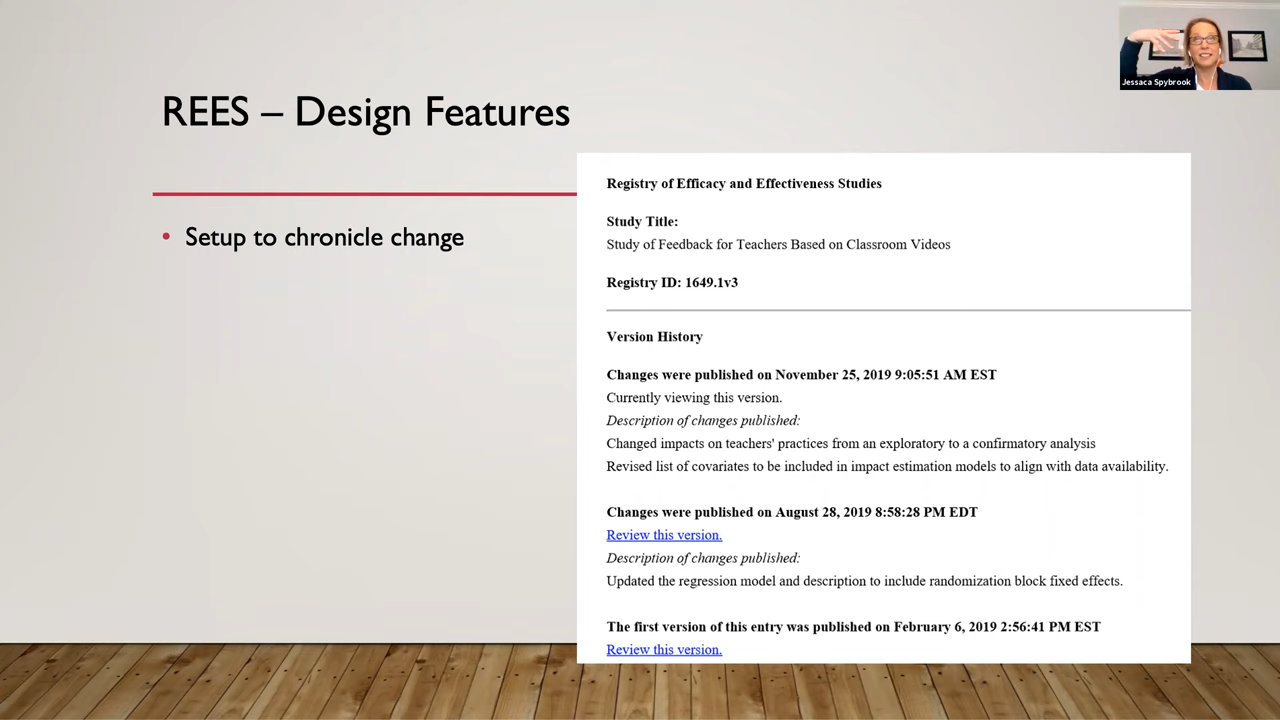 Jessaca Spybrook
REES – Design Features
• Setup to chronicle change
Registry of Efficacy and Effectiveness Studies
Study Title:
Study of Feedback for Teachers Based on Classroom Videos
Registry ID: 1649.1v3
Version History
Changes were published on November 25, 2019 9:05:51 AM EST
Currently viewing this version.
Description of changes published:
Changed impacts on teachers' practices from an exploratory to a confirmatory analysis
Revised list of covariates to be included in impact estimation models to align with data availability.
Changes were published on August 28, 2019 8:58:28 PM EDT
Review this version.
Description of changes published:
Updated the regression model and description to include randomization block fixed effects.
The first version of this entry was published on February 6, 2019 2:56:41 PM EST
Review this version.